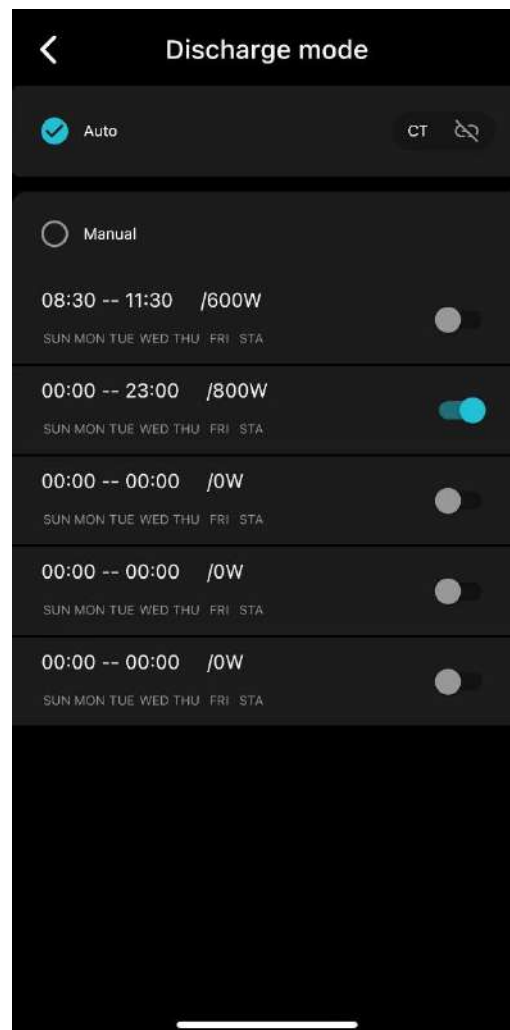 Discharge mode
Auto CT
Manual
08:30 -- 11:30 /600W
SUN MON TUE WED THU FRI STA
00:00 -- 23:00 /800W
SUN MON TUE WED THU FRI STA
00:00 -- 00:00 /0W
SUN MON TUE WED THU FRI STA
00:00 -- 00:00 /0W
SUN MON TUE WED THU FRI STA
00:00 -- 00:00 /0W
SUN MON TUE WED THU FRI STA